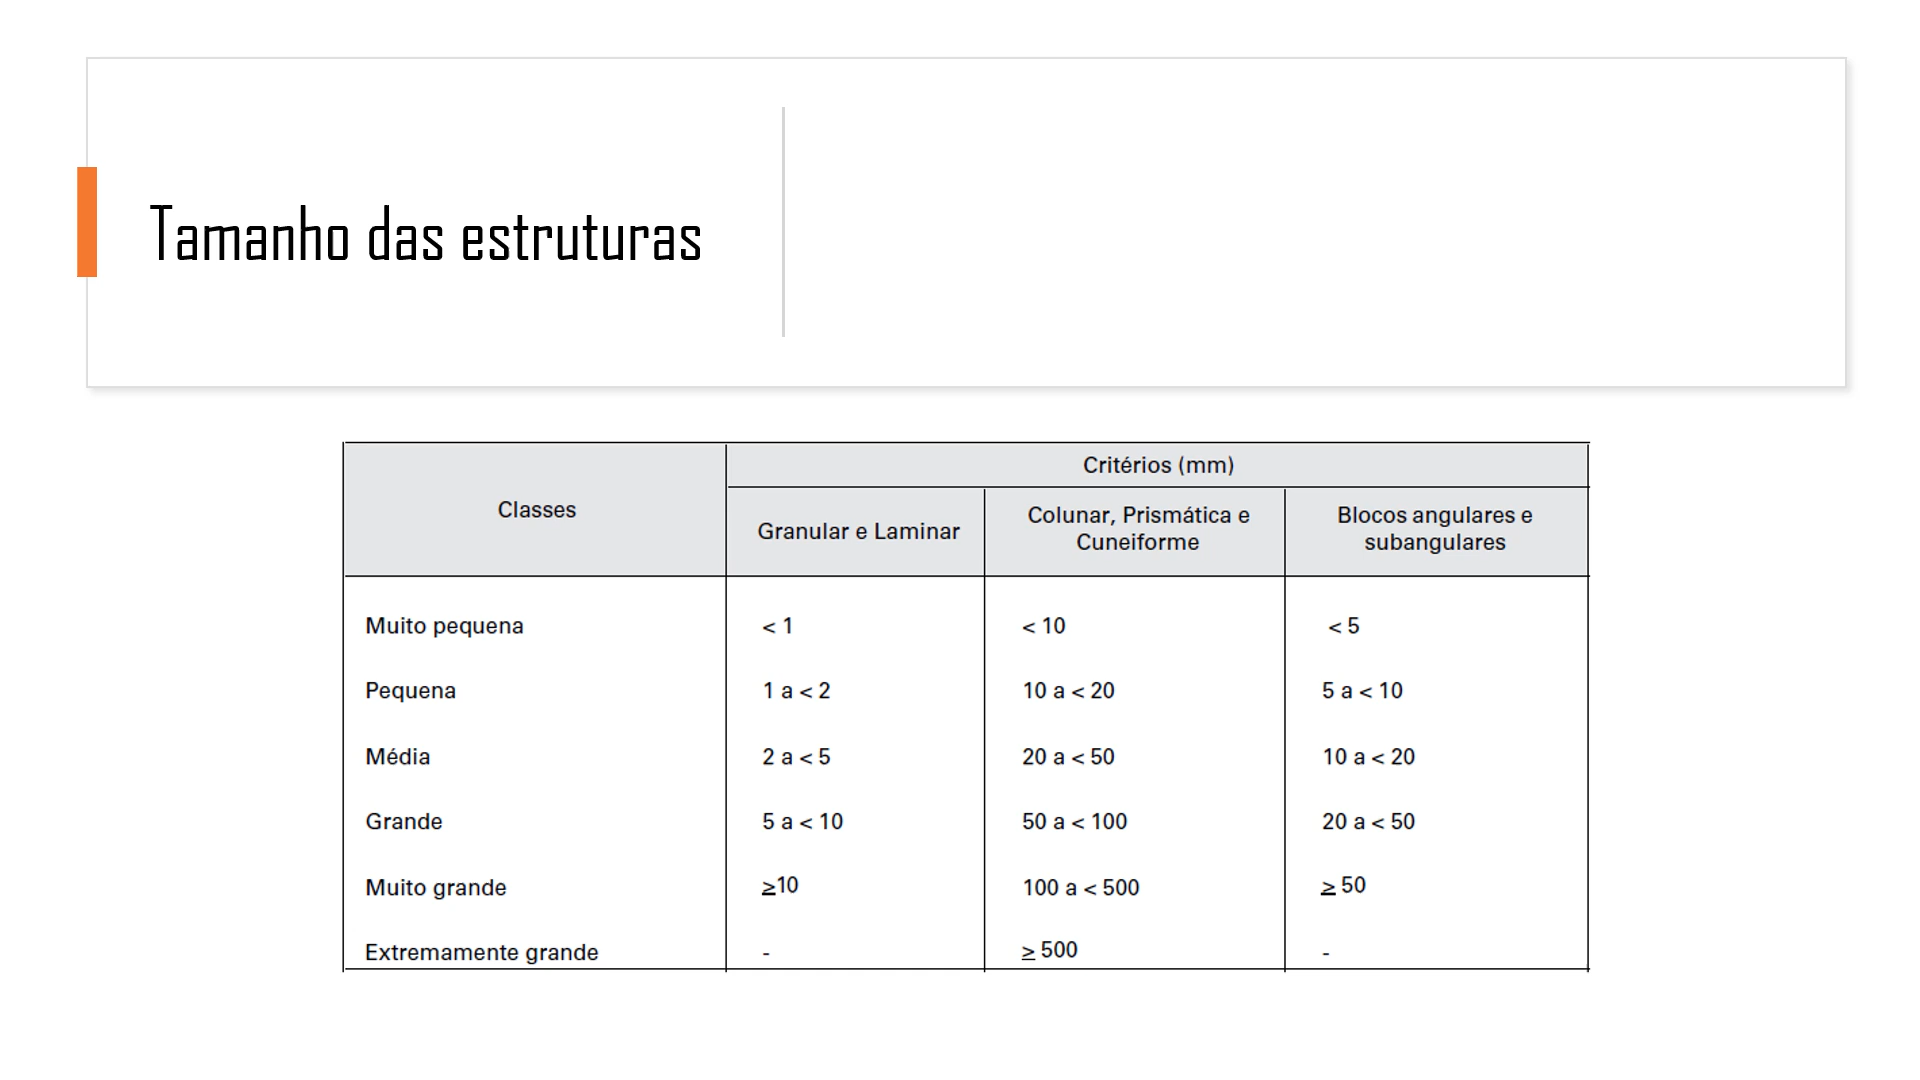 Tamanho das estruturas
Classes
Critérios (mm)
Granular e Laminar
Colunar, Prismática e
Cuneiforme
Blocos angulares e
subangulares
Muito pequena < 1 < 10 < 5
Pequena 1 a < 2 10 a < 20 5 a < 10
Média 2 a < 5 20 a < 50 10 a < 20
Grande 5 a < 10 50 a < 100 20 a < 50
Muito grande ≥10 100 a < 500 ≥ 50
Extremamente grande - ≥ 500 -